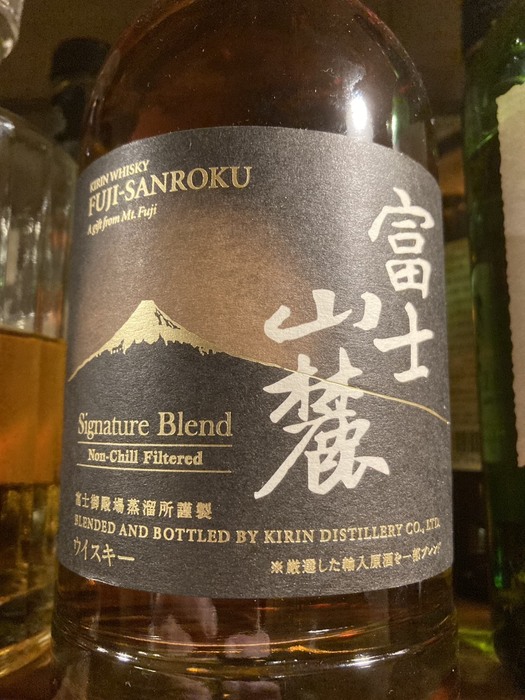 KIRIN WHISKY
FUJI-SANROKU
A gift from Mt. Fuji
富士
山麓
Signature Blend
Non-Chill Filtered
富士御殿場蒸溜所謹製
BLENDED AND BOTTLED BY KIRIN DISTILLERY CO., LTD.
ウイスキー
※厳選した輸入原酒を一部ブレンド